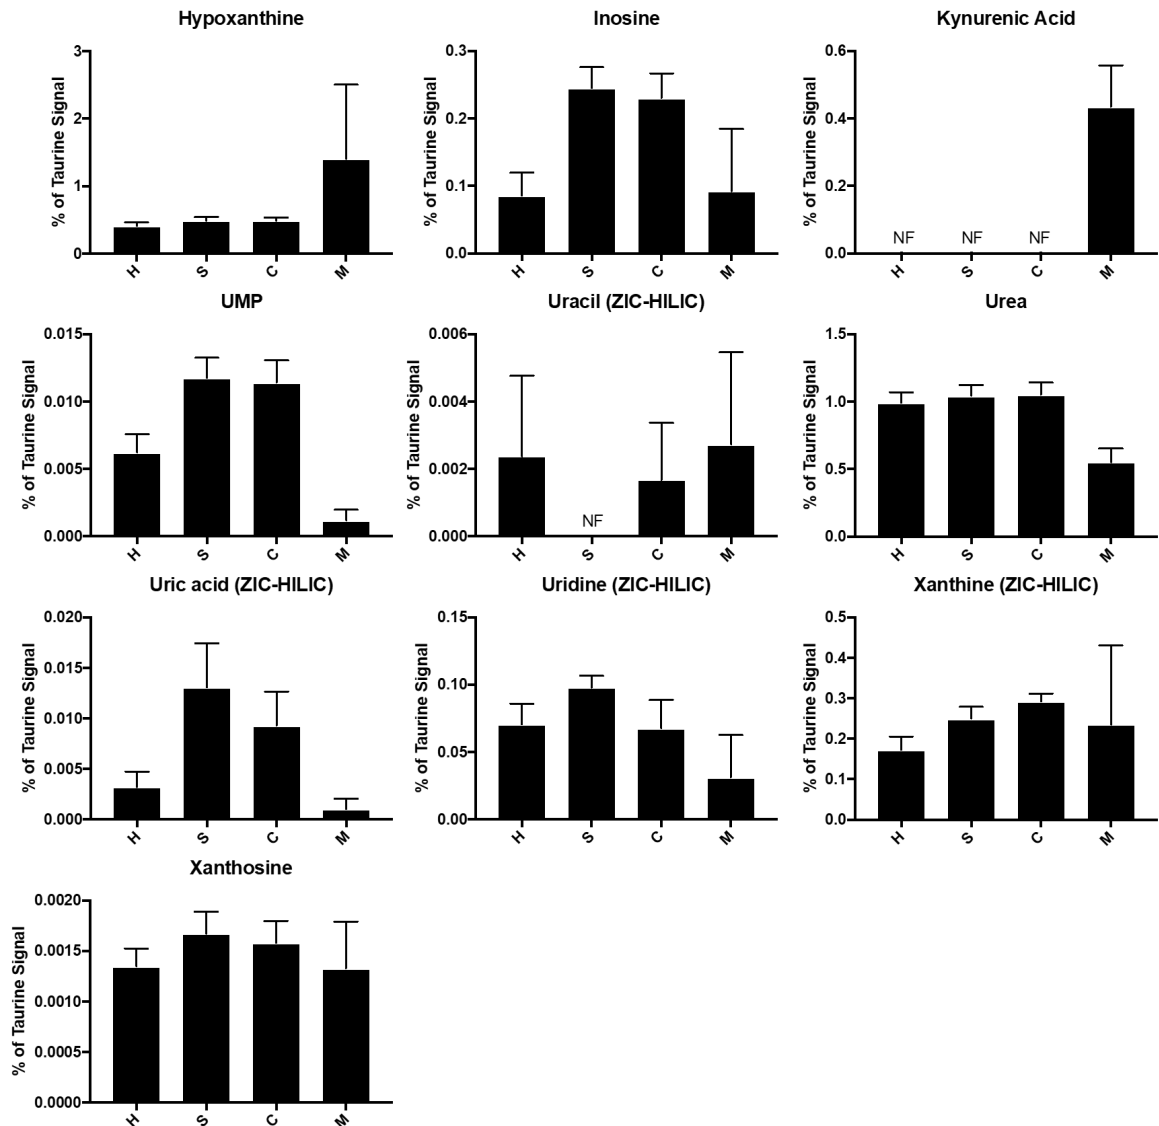 Hypoxanthine
% of Taurine Signal
3
2
1
0
H S C M
Inosine
% of Taurine Signal
0.3
0.2
0.1
0.0
H S C M
Kynurenic Acid
% of Taurine Signal
0.6
0.4
0.2
0.0
NF NF NF
H S C M
UMP
% of Taurine Signal
0.015
0.010
0.005
0.000
H S C M
Uracil (ZIC-HILIC)
% of Taurine Signal
0.006
0.004
0.002
0.000
NF
H S C M
Urea
% of Taurine Signal
1.5
1.0
0.5
0.0
H S C M
Uric acid (ZIC-HILIC)
% of Taurine Signal
0.020
0.015
0.010
0.005
0.000
H S C M
Uridine (ZIC-HILIC)
% of Taurine Signal
0.15
0.10
0.05
0.00
H S C M
Xanthine (ZIC-HILIC)
% of Taurine Signal
0.5
0.4
0.3
0.2
0.1
0.0
H S C M
Xanthosine
% of Taurine Signal
0.0020
0.0015
0.0010
0.0005
0.0000
H S C M